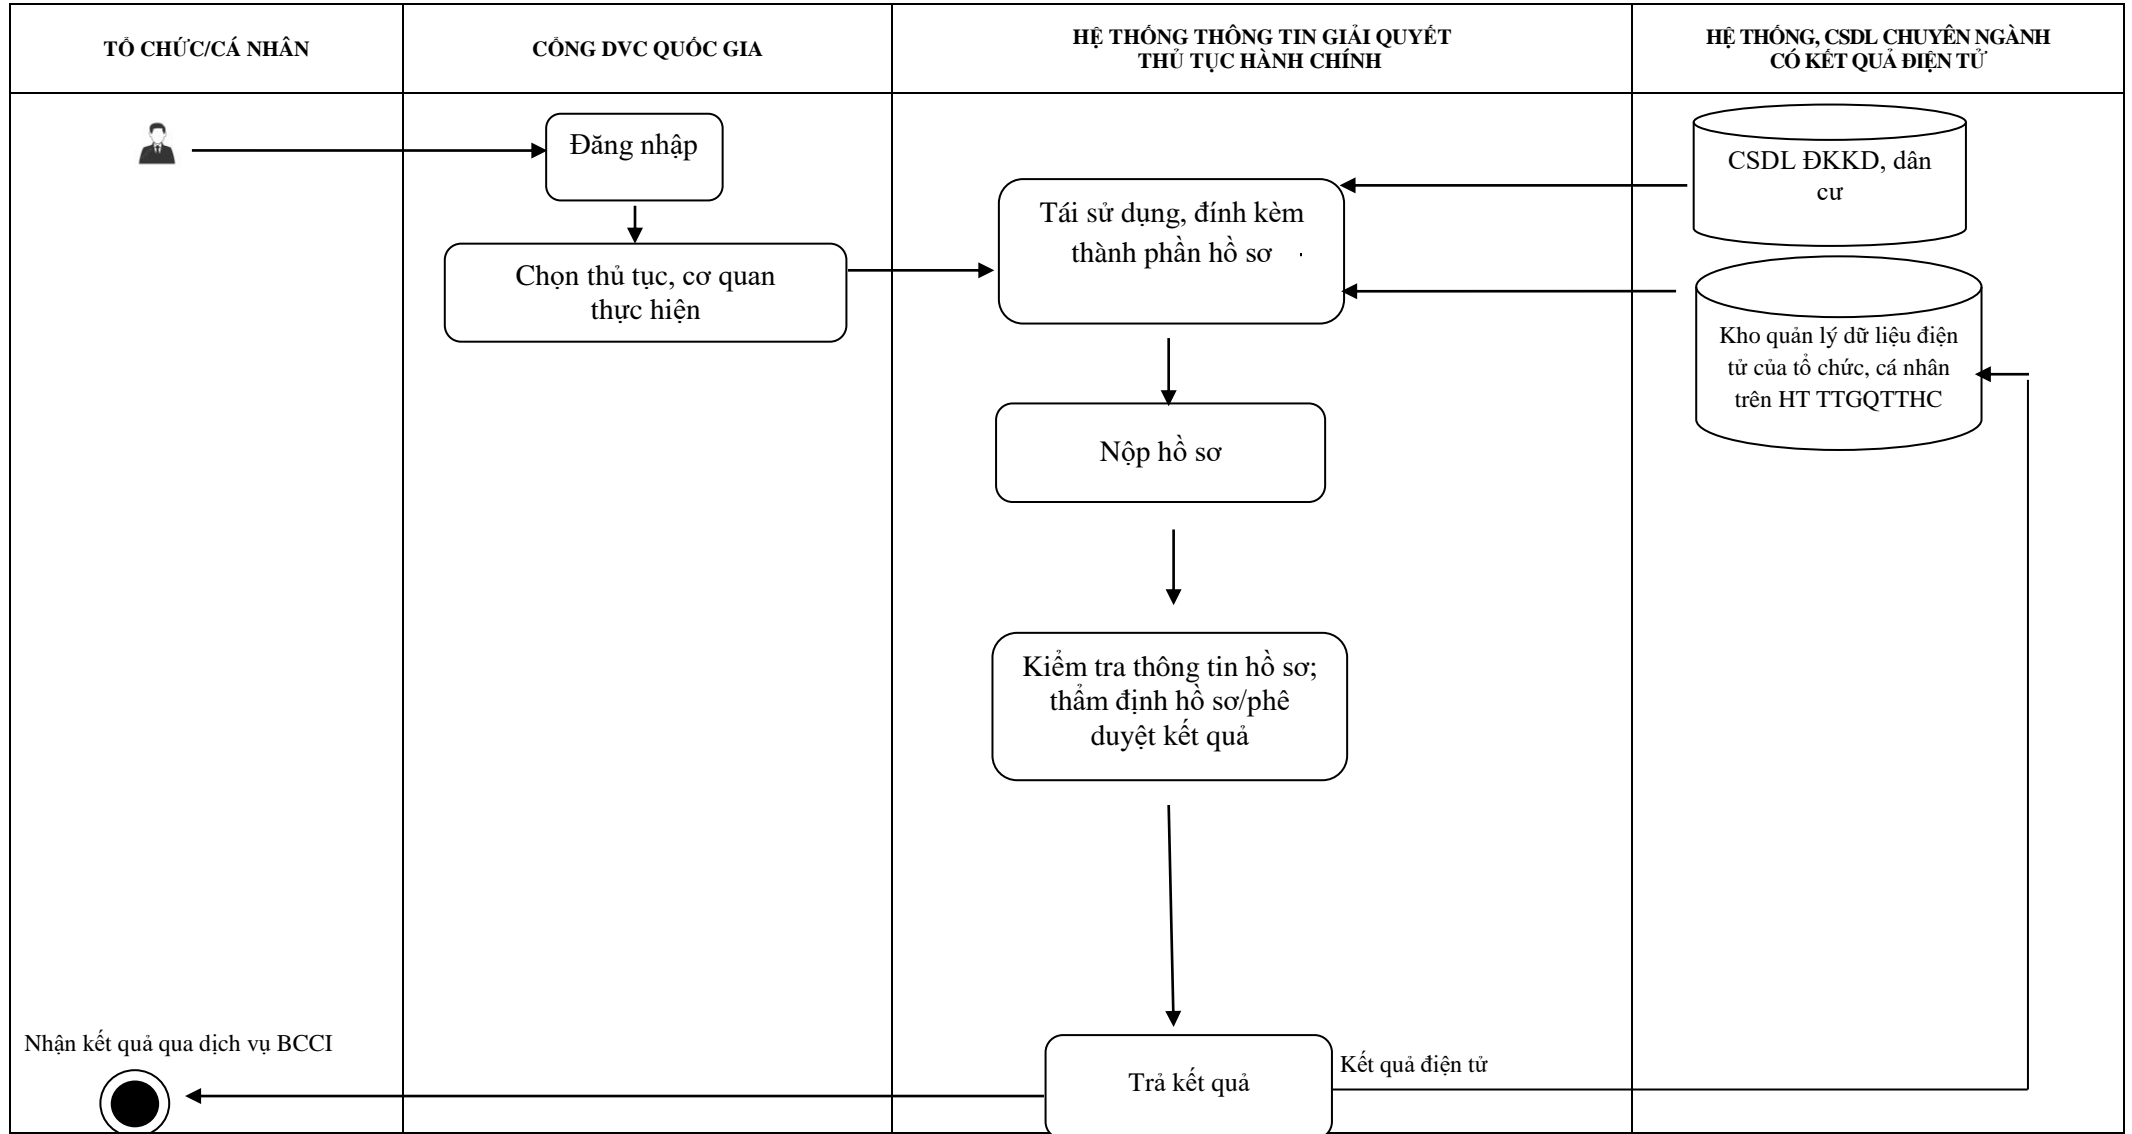 TỔ CHỨC/CÁ NHÂN
CỔNG DVC QUỐC GIA
HỆ THỐNG THÔNG TIN GIẢI QUYẾT
THỦ TỤC HÀNH CHÍNH
HỆ THỐNG, CSDL CHUYÊN NGÀNH
CÓ KẾT QUẢ ĐIỆN TỬ
Đăng nhập
Chọn thủ tục, cơ quan
thực hiện
Tái sử dụng, đính kèm
thành phần hồ sơ
CSDL ĐKKD, dân
cư
Kho quản lý dữ liệu điện
tử của tổ chức, cá nhân
trên HT TTGQTTHC
Nộp hồ sơ
Kiểm tra thông tin hồ sơ;
thẩm định hồ sơ/phê
duyệt kết quả
Nhận kết quả qua dịch vụ BCCI
Trả kết quả
Kết quả điện tử